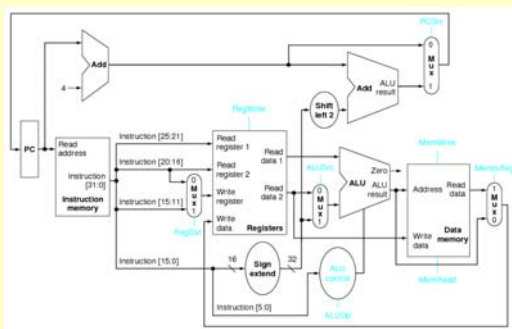 PCSrc
0
M
u
x
1
Add
4
Add
ALU
result
Shift
left 2
RegWrite
PC
Read
address
Instruction
[31:0]
Instruction
memory
Instruction [25:21]
Instruction [20:16]
Instruction [15:11]
0
M
u
x
1
RegDst
Read
register 1
Read
register 2
Write
register
Write
data
Read
data 1
Read
data 2
Registers
ALUSrc
0
M
u
x
1
Zero
ALU
ALU
result
MemWrite
Address
Read
data
Write
data
Data
memory
MemRead
MemtoReg
1
M
u
x
0
Instruction [15:0]
16
Sign
extend
32
Instruction [5:0]
ALU
control
ALUOp